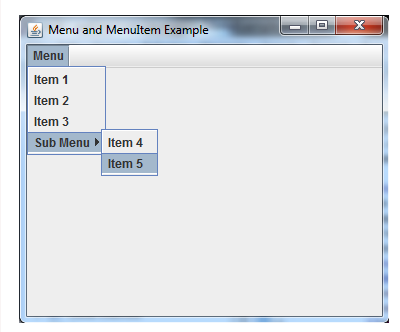 Menu and MenuItem Example
Menu
Item 1
Item 2
Item 3
Sub Menu
Item 4
Item 5